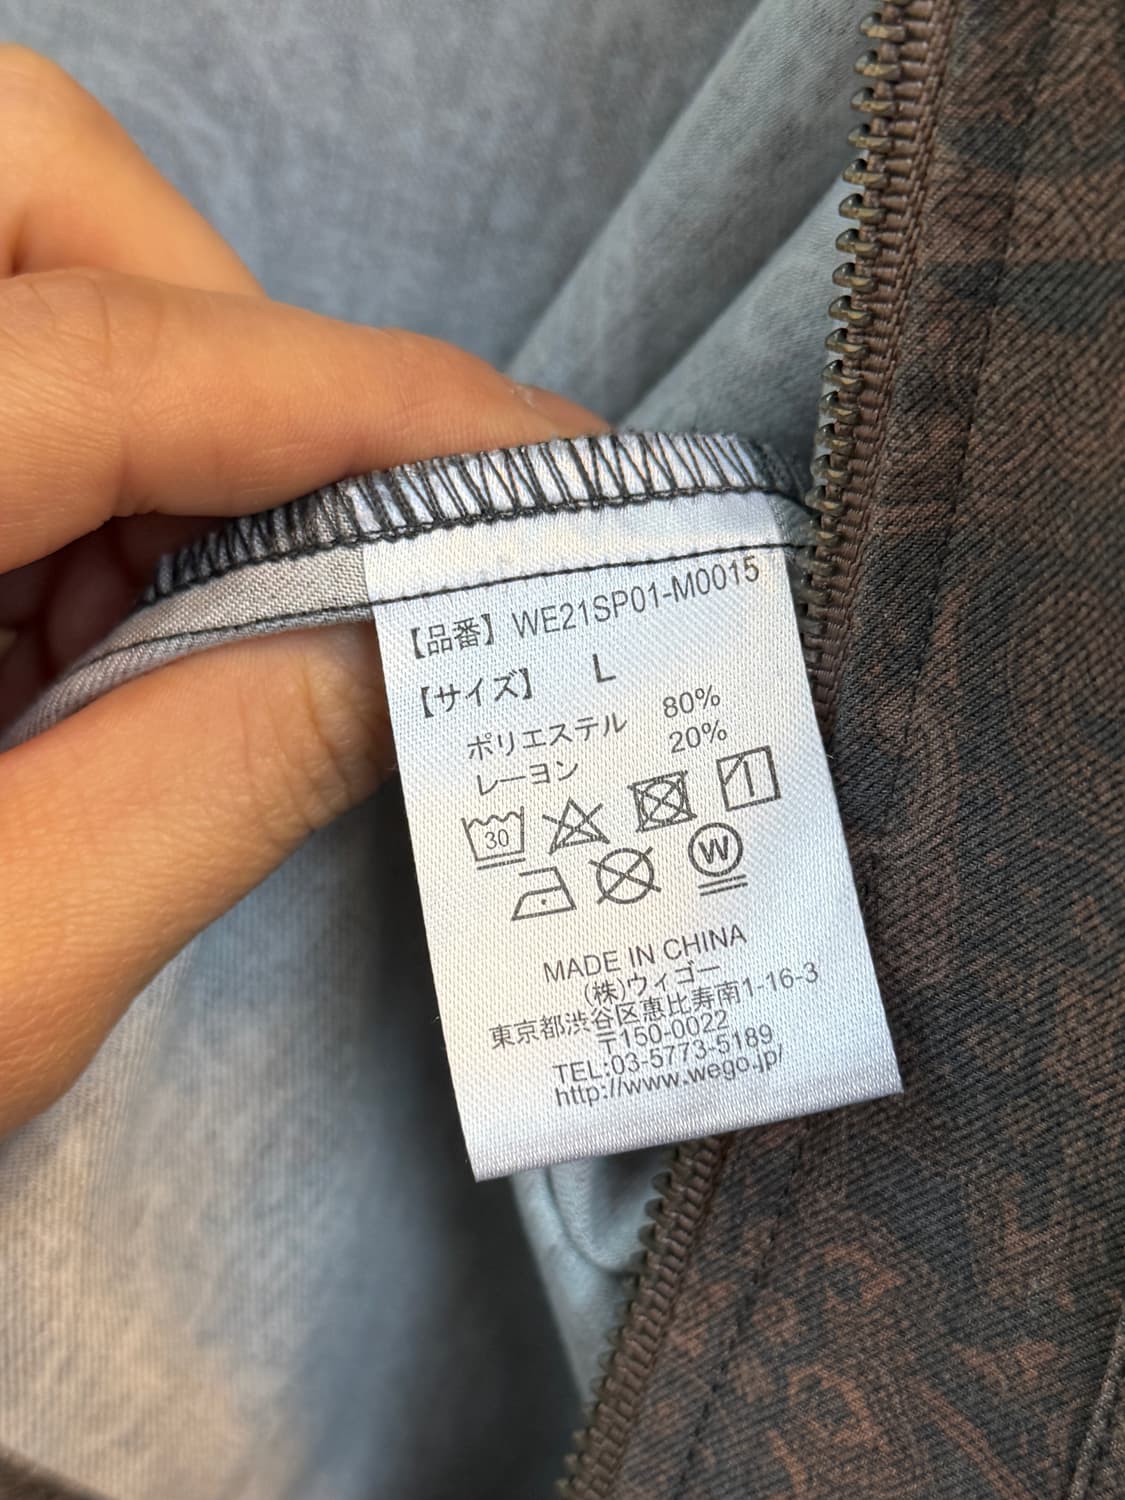 【品番】 WE21SP01-M0015
【サイズ】 L
ポリエステル 80%
レーヨン 20%
30
W
MADE IN CHINA
(株)ウィゴー
東京都渋谷区恵比寿南1-16-3
〒150-0022
TEL:03-5773-5189
http://www.wego.jp/